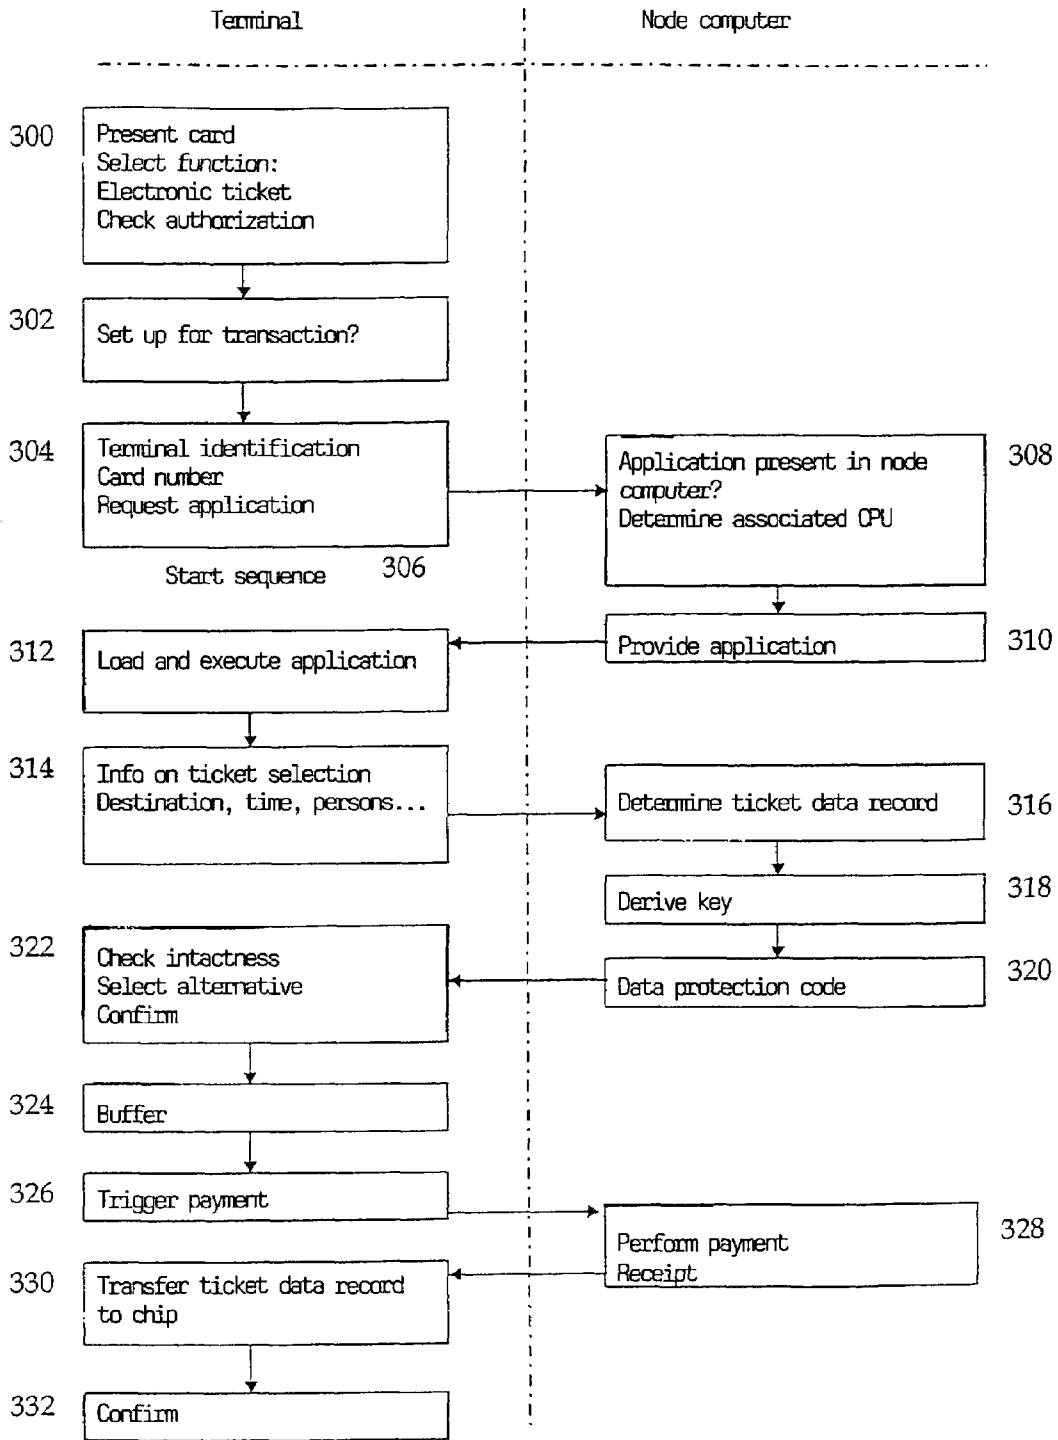 Terminal
Node computer
300
Present card
Select function:
Electronic ticket
Check authorization
302
Set up for transaction?
304
Terminal identification
Card number
Request application
308
Application present in node
computer?
Determine associated CPU
Start sequence 306
312
Load and execute application
Provide application
310
314
Info on ticket selection
Destination, time, persons...
Determine ticket data record
316
Derive key
318
322
Check intactness
Select alternative
Confirm
Data protection code
320
324
Buffer
326
Trigger payment
Perform payment
Receipt
328
330
Transfer ticket data record
to chip
332
Confirm